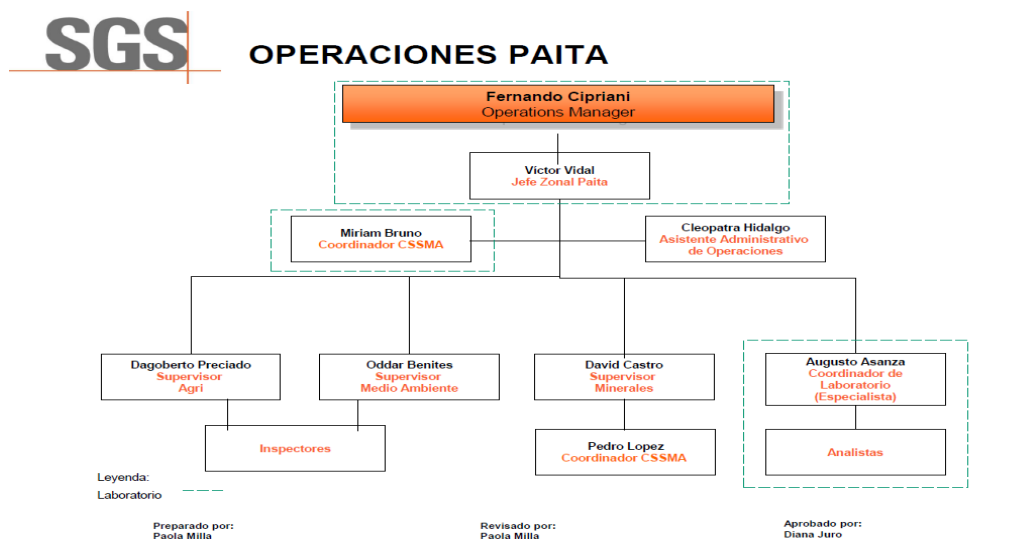 SGS
OPERACIONES PAITA
Fernando Cipriani
Operations Manager
Víctor Vidal
Jefe Zonal Paita
Miriam Bruno
Coordinador CSSMA
Cleopatra Hidalgo
Asistente Administrativo
de Operaciones
Dagoberto Preciado
Supervisor
Agri
Oddar Benites
Supervisor
Medio Ambiente
David Castro
Supervisor
Minerales
Augusto Asanza
Coordinador de
Laboratorio
(Especialista)
Inspectores
Pedro Lopez
Coordinador CSSMA
Analistas
Leyenda:
Laboratorio
Preparado por:
Paola Milla
Revisado por:
Paola Milla
Aprobado por:
Diana Juro